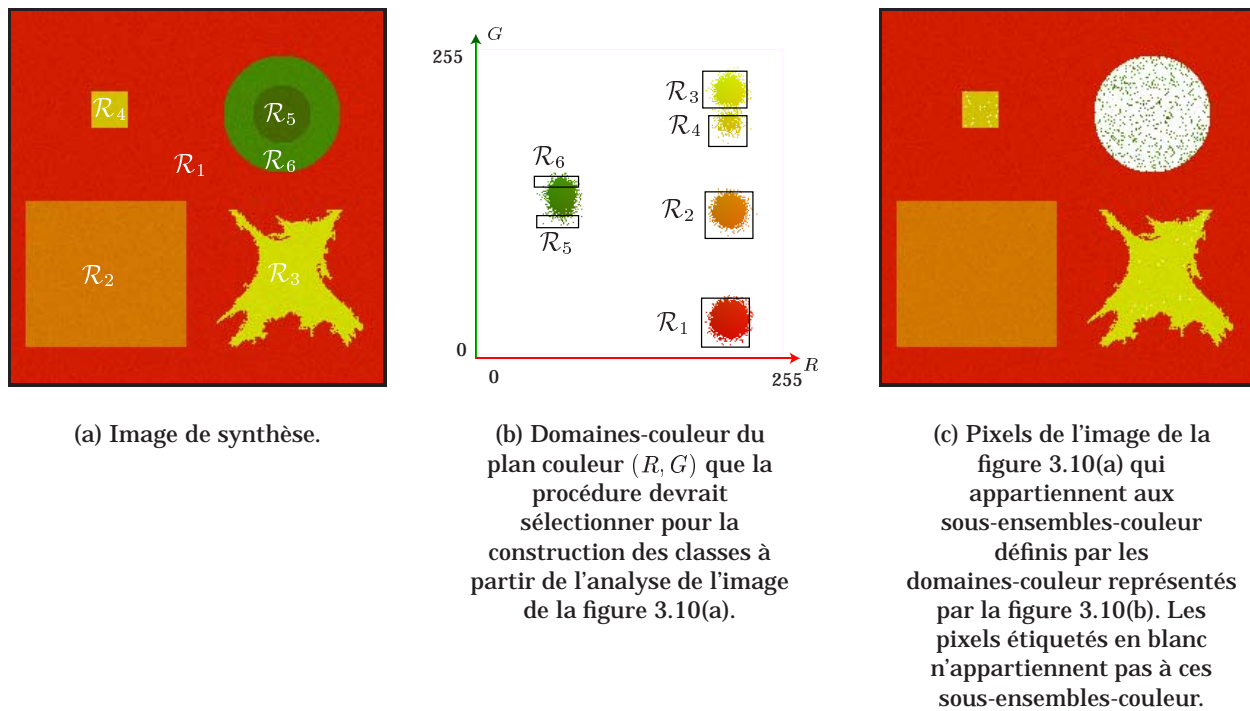 R₄
R₅
R₁
R₆
R₂
R₃
G
255
R₃
R₄
R₆
R₂
R₅
R₁
0
0
255
R
(a) Image de synthèse.
(b) Domaines-couleur du
plan couleur (R, G) que la
procédure devrait
sélectionner pour la
construction des classes à
partir de l'analyse de l'image
de la figure 3.10(a).
(c) Pixels de l'image de la
figure 3.10(a) qui
appartiennent aux
sous-ensembles-couleur
définis par les
domaines-couleur représentés
par la figure 3.10(b). Les
pixels étiquetés en blanc
n'appartiennent pas à ces
sous-ensembles-couleur.